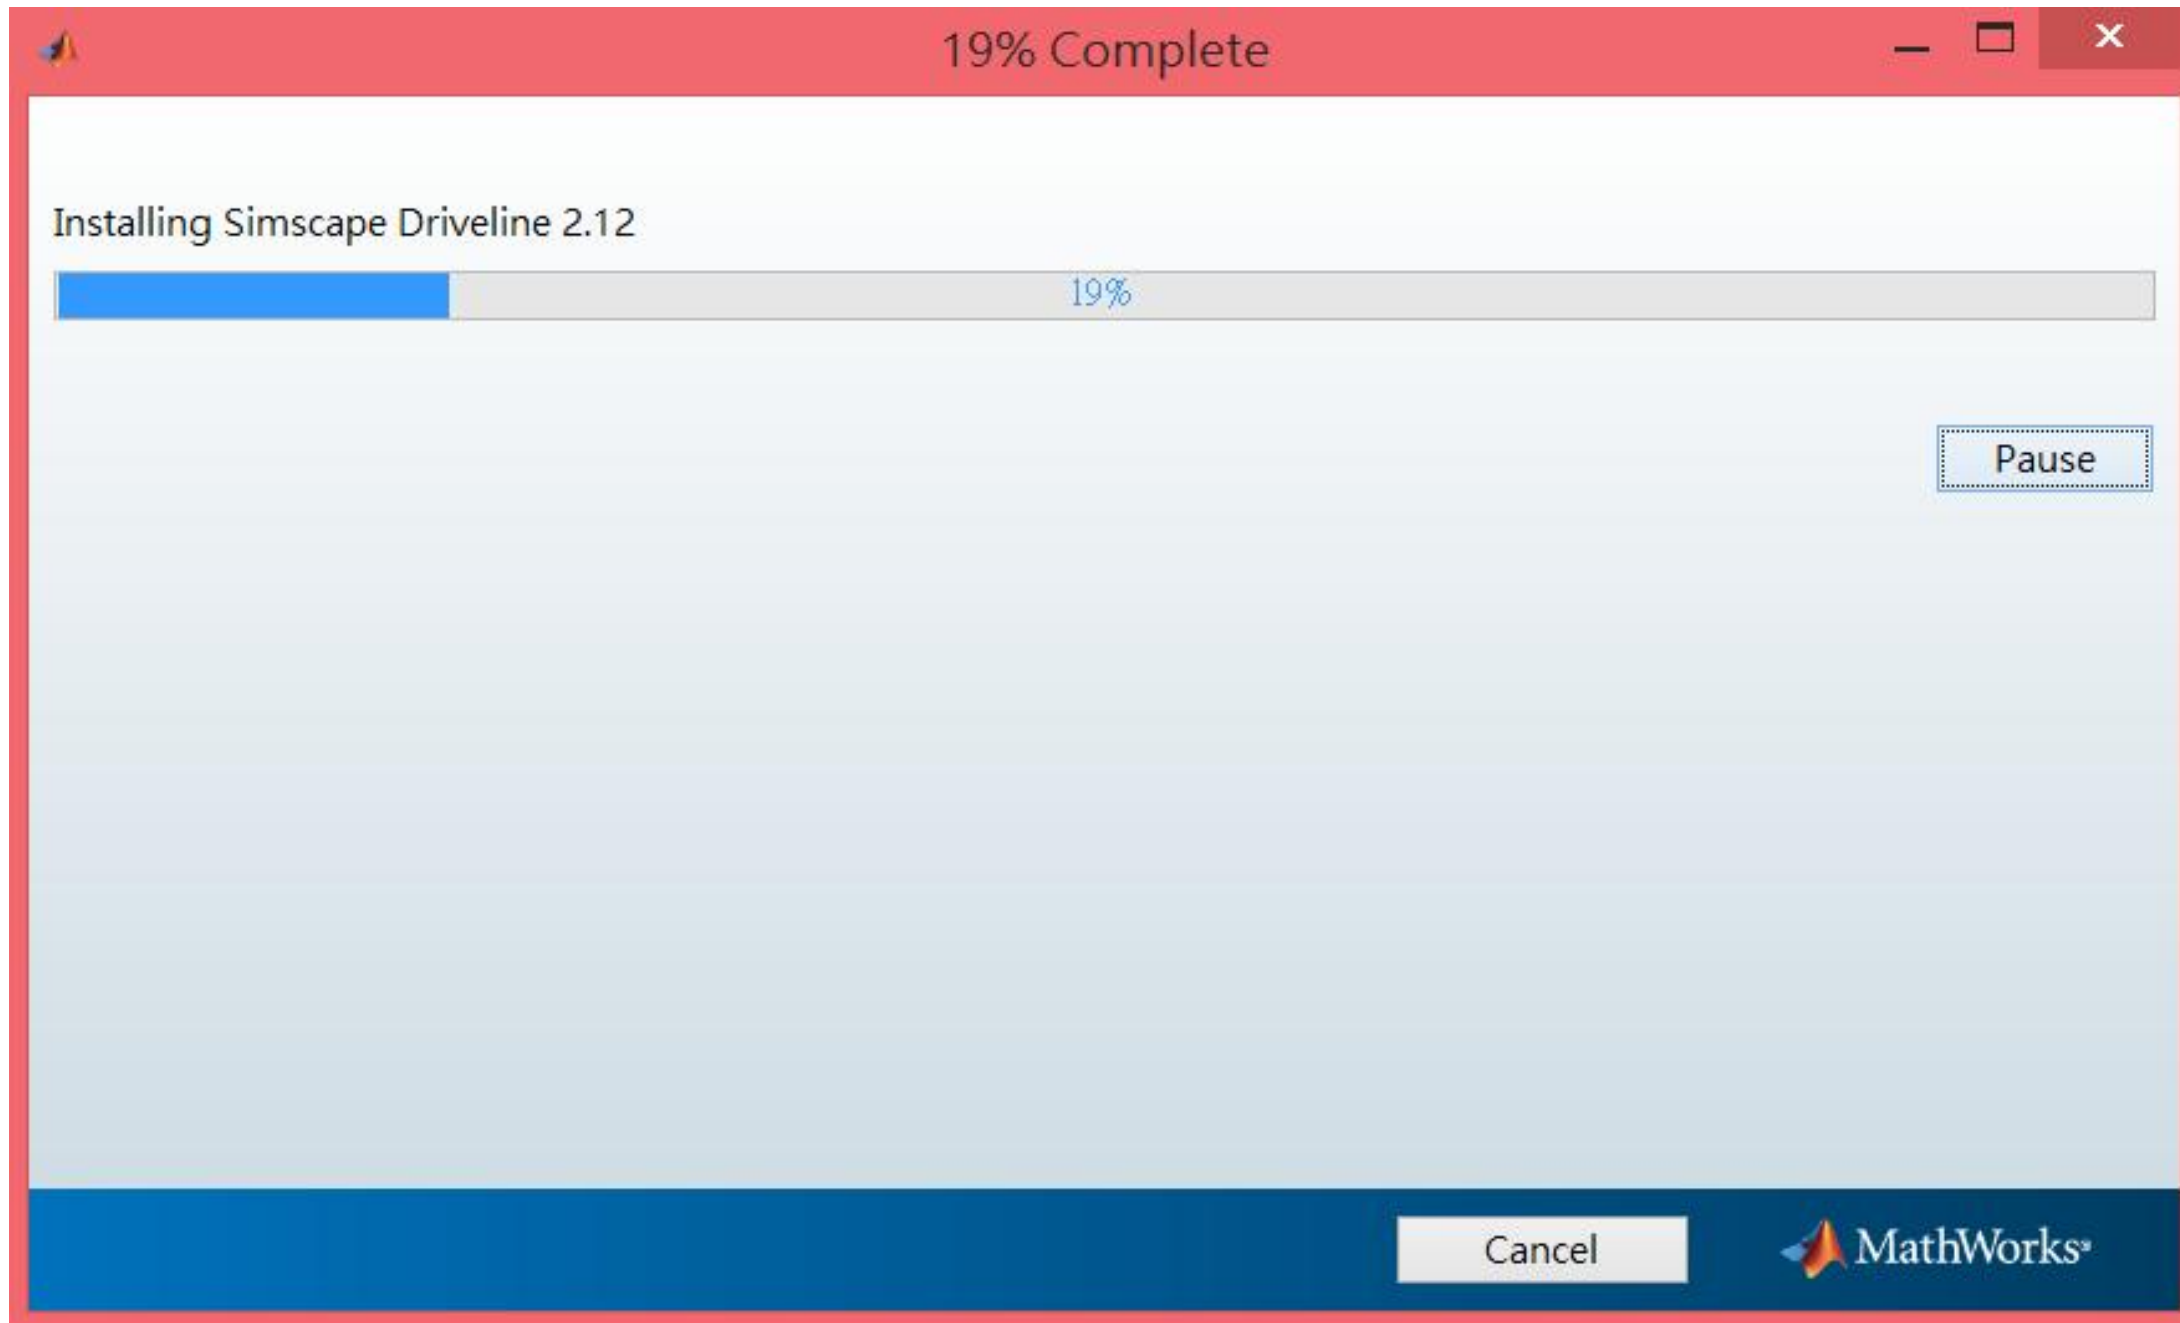 19% Complete
Installing Simscape Driveline 2.12
19%
Pause
Cancel
MathWorks®